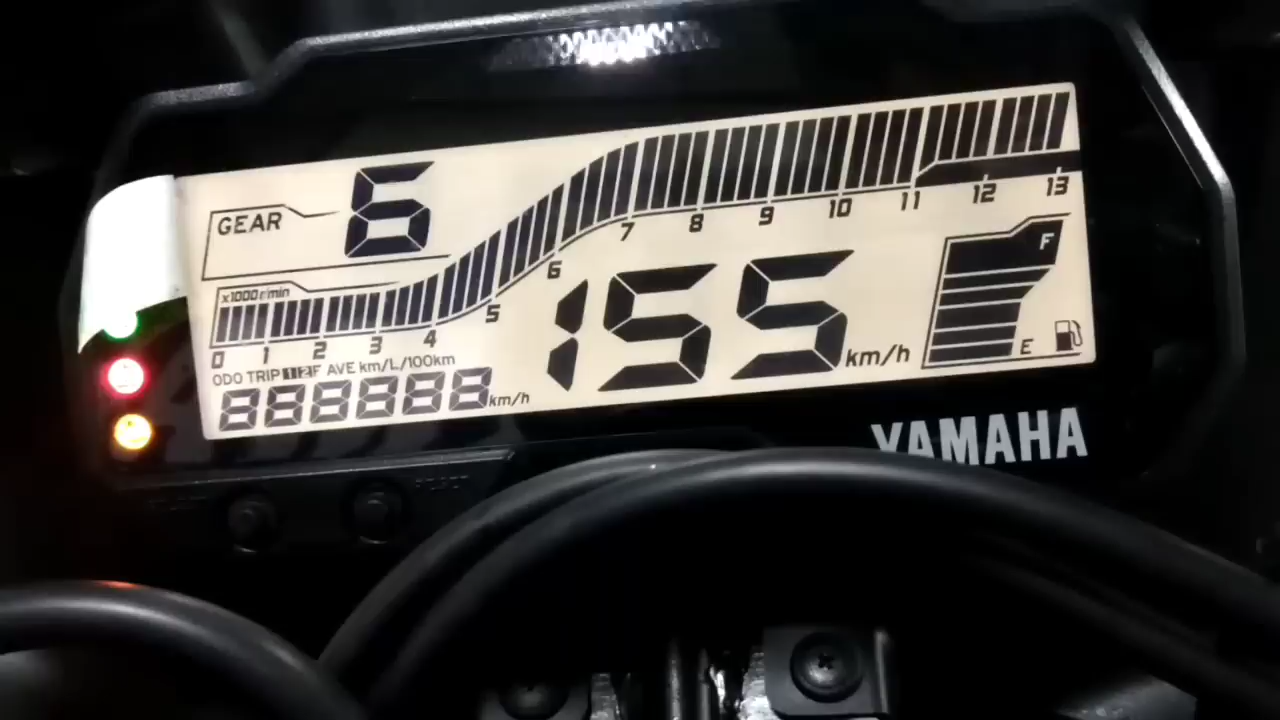 GEAR 6
x1000 r/min
0 1 2 3 4 5 6 7 8 9 10 11 12 13
ODO TRIP 1 2 F AVE km/L/100km
888888 km/h
155 km/h
F
E
YAMAHA